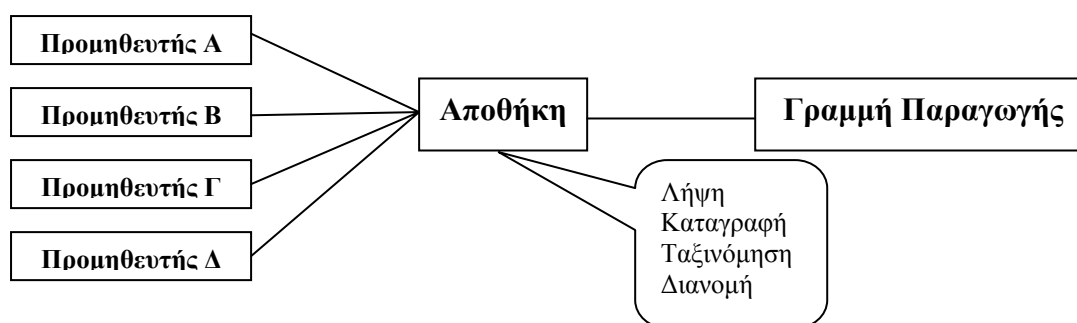 Προμηθευτής Α
Προμηθευτής Β
Προμηθευτής Γ
Προμηθευτής Δ
Αποθήκη
Γραμμή Παραγωγής
Λήψη
Καταγραφή
Ταξινόμηση
Διανομή